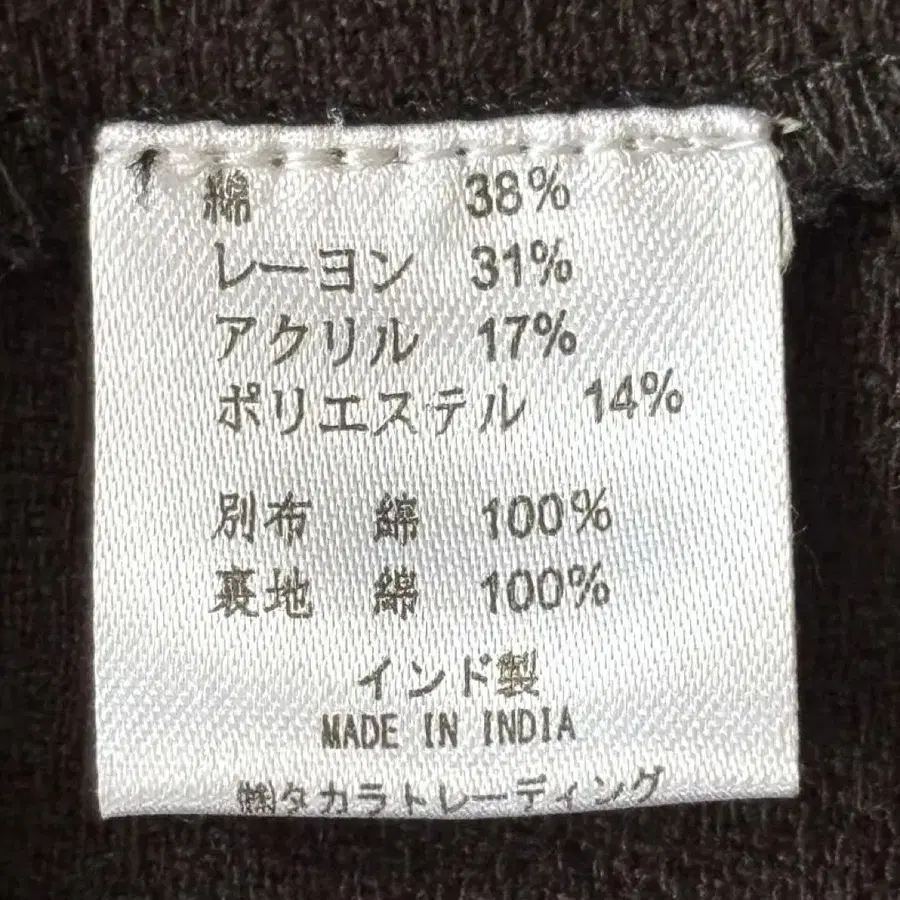 綿 38%
レーヨン 31%
アクリル 17%
ポリエステル 14%
別布 綿 100%
裏地 綿 100%
インド製
MADE IN INDIA
㈱タカラトレーディング